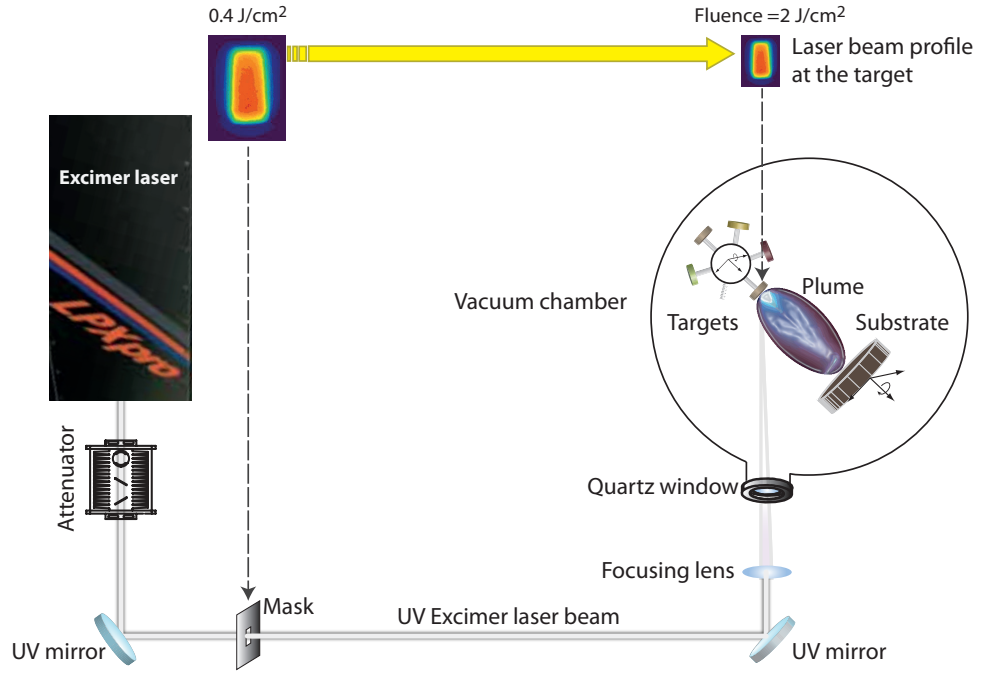 0.4 J/cm²
Fluence =2 J/cm²
Laser beam profile
at the target
Excimer laser
LPXpro
Vacuum chamber
Plume
Targets
Substrate
Attenuator
Quartz window
Focusing lens
Mask
UV Excimer laser beam
UV mirror
UV mirror